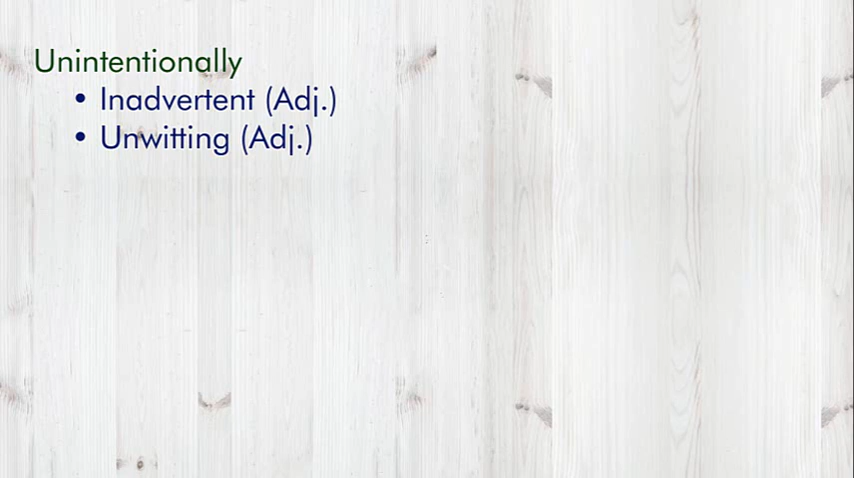 Unintentionally
• Inadvertent (Adj.)
• Unwitting (Adj.)